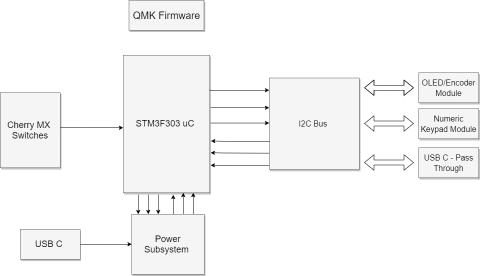 QMK Firmware
STM3F303 uC
Cherry MX
Switches
I2C Bus
OLED/Encoder
Module
Numeric
Keypad Module
USB C - Pass
Through
USB C
Power
Subsystem